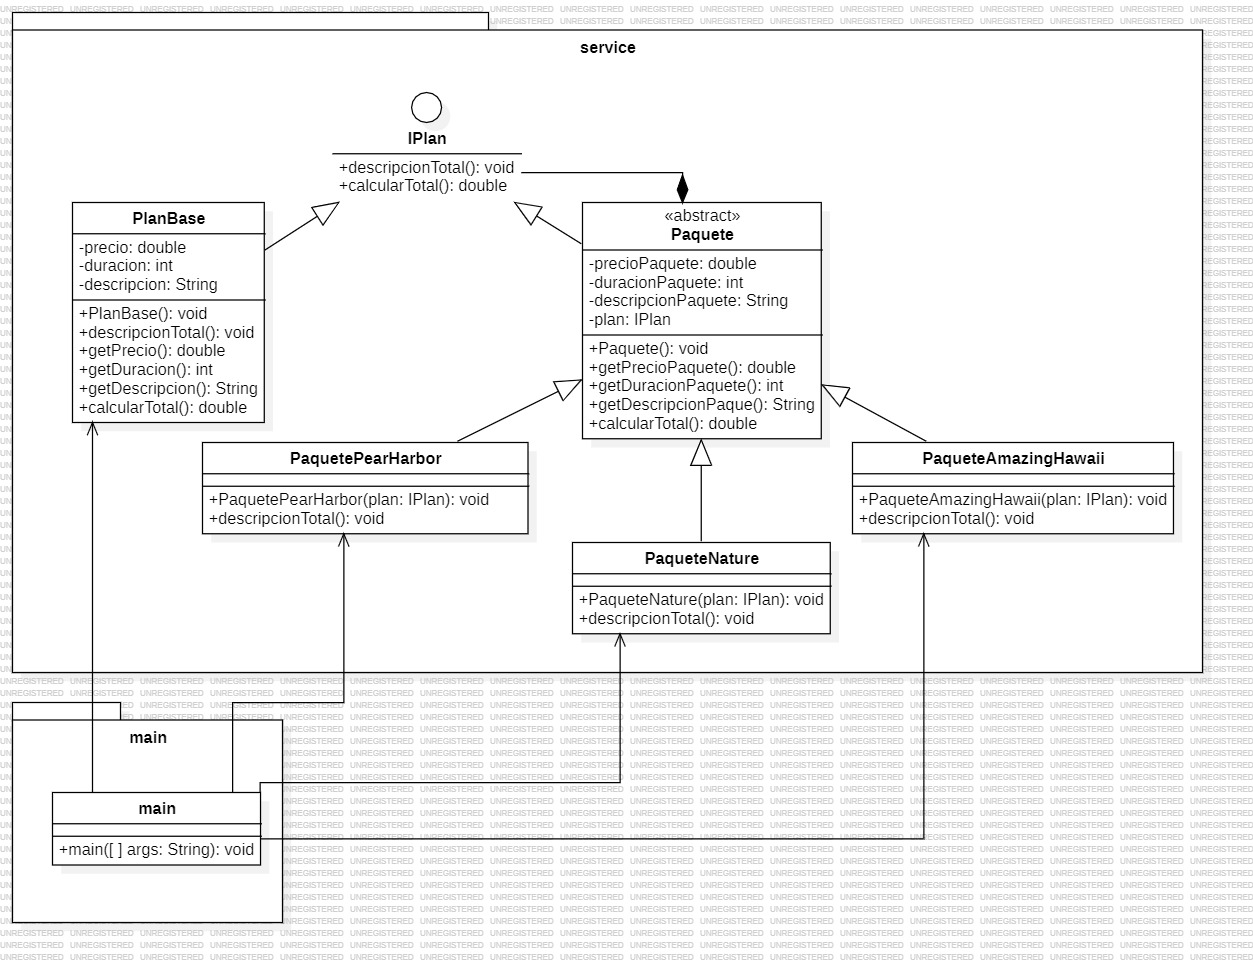 service
IPlan
+descripcionTotal(): void
+calcularTotal(): double
PlanBase
-precio: double
-duracion: int
-descripcion: String
+PlanBase(): void
+descripcionTotal(): void
+getPrecio(): double
+getDuracion(): int
+getDescripcion(): String
+calcularTotal(): double
«abstract»
Paquete
-precioPaquete: double
-duracionPaquete: int
-descripcionPaquete: String
-plan: IPlan
+Paquete(): void
+getPrecioPaquete(): double
+getDuracionPaquete(): int
+getDescripcionPaque(): String
+calcularTotal(): double
PaquetePearHarbor
+PaquetePearHarbor(plan: IPlan): void
+descripcionTotal(): void
PaqueteAmazingHawaii
+PaqueteAmazingHawaii(plan: IPlan): void
+descripcionTotal(): void
PaqueteNature
+PaqueteNature(plan: IPlan): void
+descripcionTotal(): void
main
main
+main([ ] args: String): void
UNREGISTERED